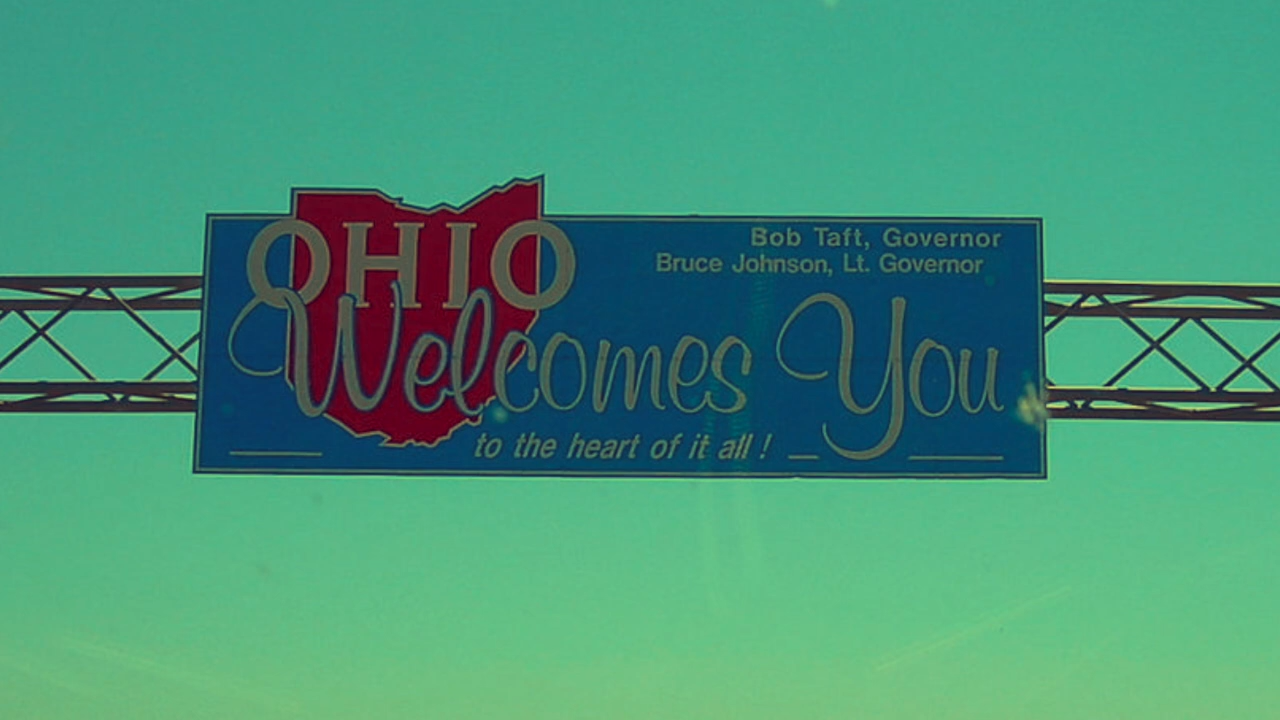 OHIO
Bob Taft, Governor
Bruce Johnson, Lt. Governor
Welcomes You
to the heart of it all !